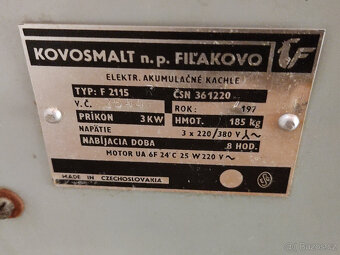 KOVOSMALT n.p. FIĽAKOVO
ELEKTR. AKUMULAČNÉ KACHLE
TYP: F 2115 ČSN 361220
V.Č. ROK: 197
PRÍKON 3 KW HMOT. 185 kg
NAPÄTIE 3 x 220/380 V
NABÍJACIA DOBA 8 HOD.
MOTOR UA 6F 24 C 25 W 220 V ~
MADE IN CZECHOSLOVAKIA